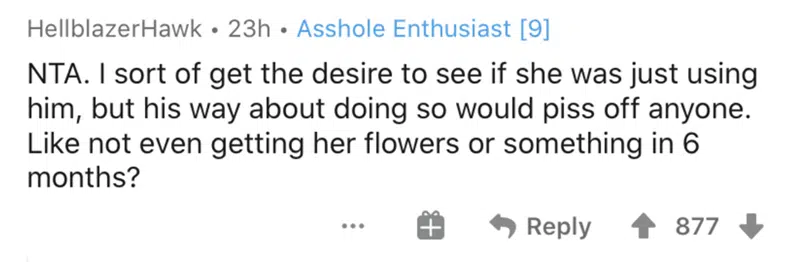 HellblazerHawk • 23h • Asshole Enthusiast [9]
NTA. I sort of get the desire to see if she was just using
him, but his way about doing so would piss off anyone.
Like not even getting her flowers or something in 6
months?
... Reply 877